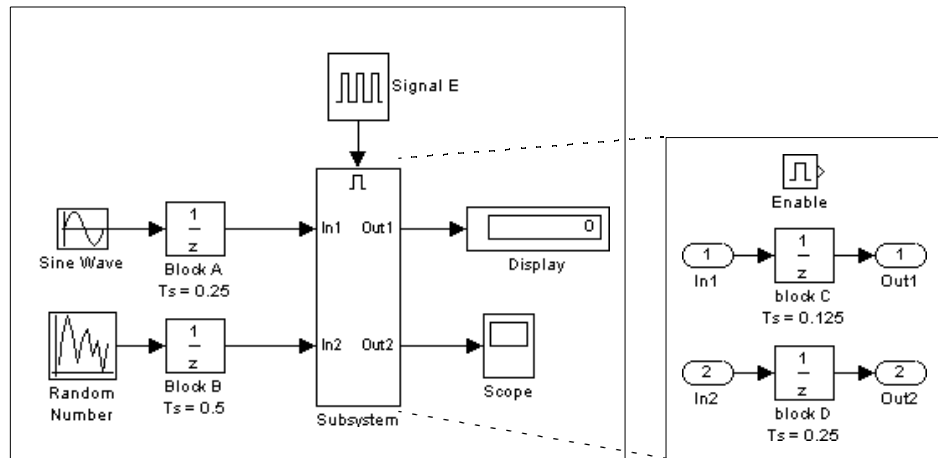 Signal E
Sine Wave
1
z
Block A
Ts = 0.25
In1
Out1
0
Display
Random
Number
1
z
Block B
Ts = 0.5
In2
Out2
Subsystem
Scope
Enable
1
In1
1
z
block C
Ts = 0.125
1
Out1
2
In2
1
z
block D
Ts = 0.25
2
Out2